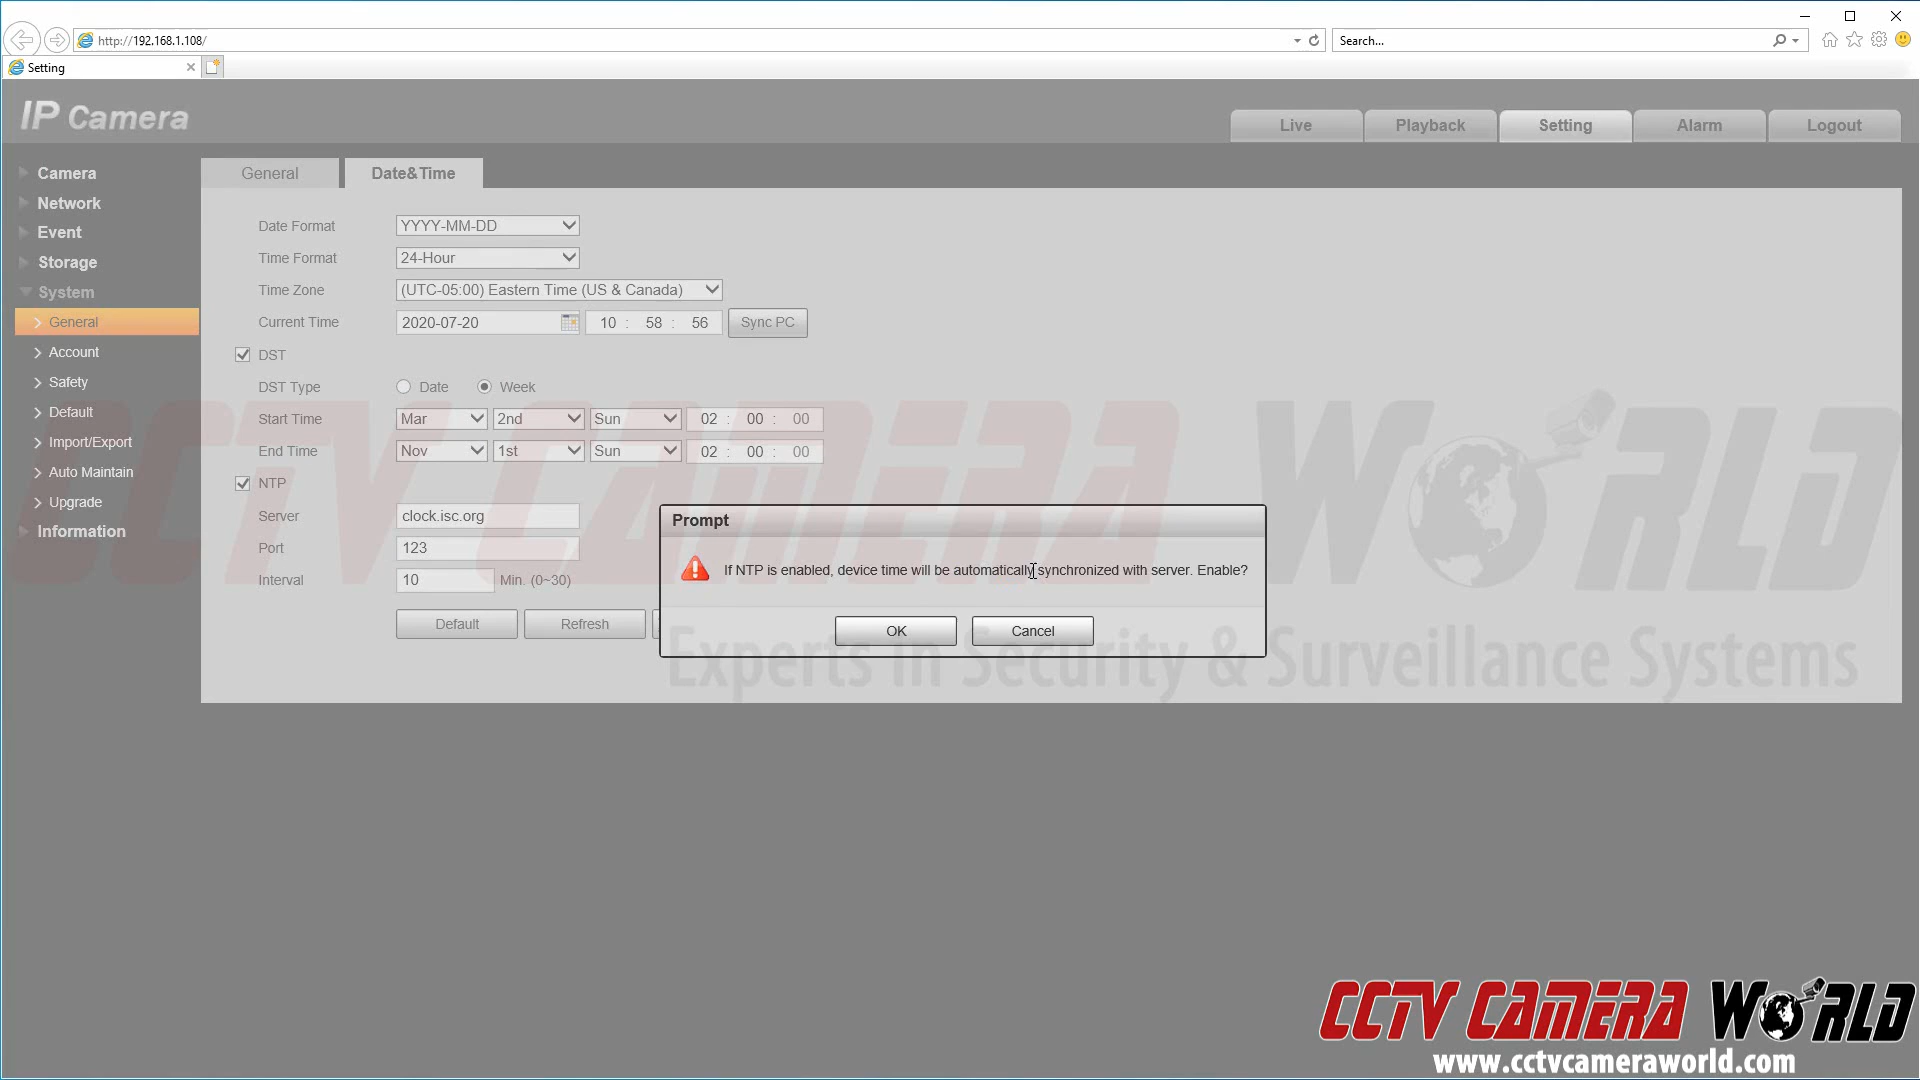 http://192.168.1.108/
Search...
Setting
IP Camera
Live
Playback
Setting
Alarm
Logout
Camera
Network
Event
Storage
System
General
Account
Safety
Default
Import/Export
Auto Maintain
Upgrade
Information
General
Date&Time
Date Format YYYY-MM-DD
Time Format 24-Hour
Time Zone (UTC-05:00) Eastern Time (US & Canada)
Current Time 2020-07-20 10 : 58 : 56 Sync PC
DST
DST Type Date Week
Start Time Mar 2nd Sun 02 : 00 : 00
End Time Nov 1st Sun 02 : 00 : 00
NTP
Server clock.isc.org
Port 123
Interval 10 Min. (0~30)
Default Refresh
Prompt
If NTP is enabled, device time will be automatically synchronized with server. Enable?
OK Cancel
CCTV CAMERA WORLD
Experts in Security & Surveillance Systems
CCTV CAMERA WORLD
www.cctvcameraworld.com